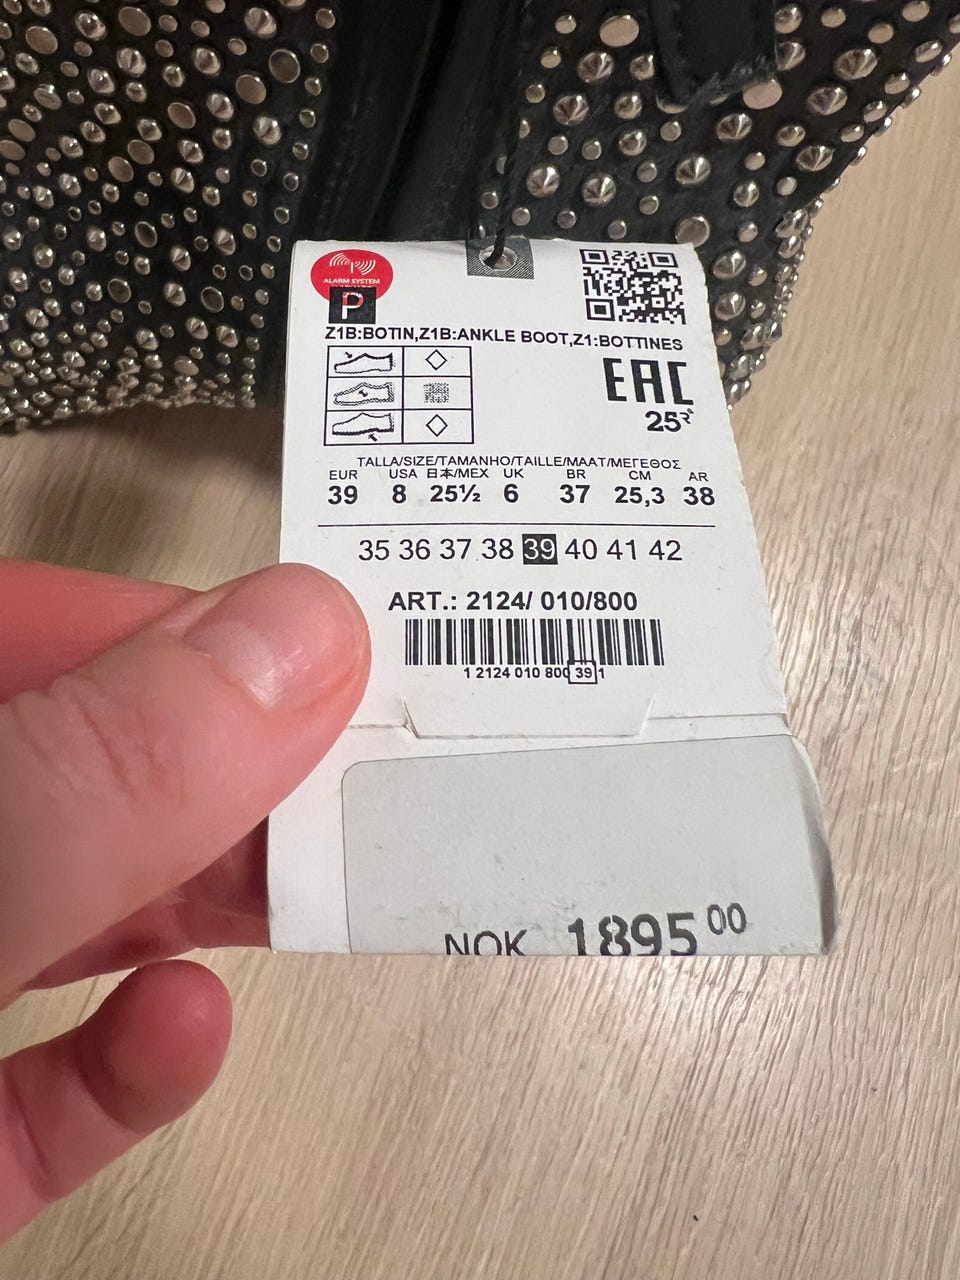 ALARM SYSTEM
P
Z1B:BOTIN,Z1B:ANKLE BOOT,Z1:BOTTINES
EAC
25
TALLA/SIZE/TAMANHO/TAILLE/MAAT/ΜΕΓΕΘΟΣ
EUR USA 日本/MEX UK BR CM AR
39 8 25½ 6 37 25,3 38
35 36 37 38 39 40 41 42
ART.: 2124/ 010/800
1 2124 010 800 39 1
NOK 1895 00